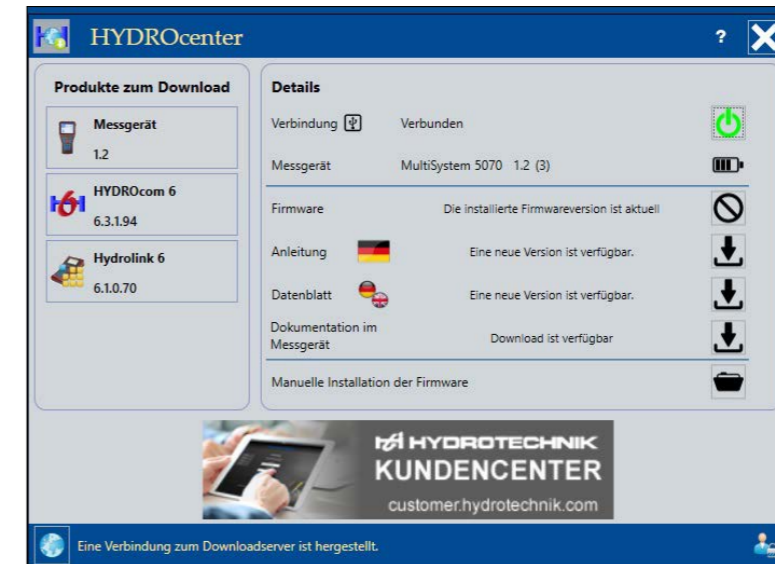 HYDROcenter
?
Produkte zum Download
Messgerät
1.2
HYDROcom 6
6.3.1.94
Hydrolink 6
6.1.0.70
Details
Verbindung Verbunden
Messgerät MultiSystem 5070 1.2 (3)
Firmware Die installierte Firmwareversion ist aktuell
Anleitung Eine neue Version ist verfügbar.
Datenblatt Eine neue Version ist verfügbar.
Dokumentation im
Messgerät Download ist verfügbar
Manuelle Installation der Firmware
HYDROTECHNIK
KUNDENCENTER
customer.hydrotechnik.com
Eine Verbindung zum Downloadserver ist hergestellt.